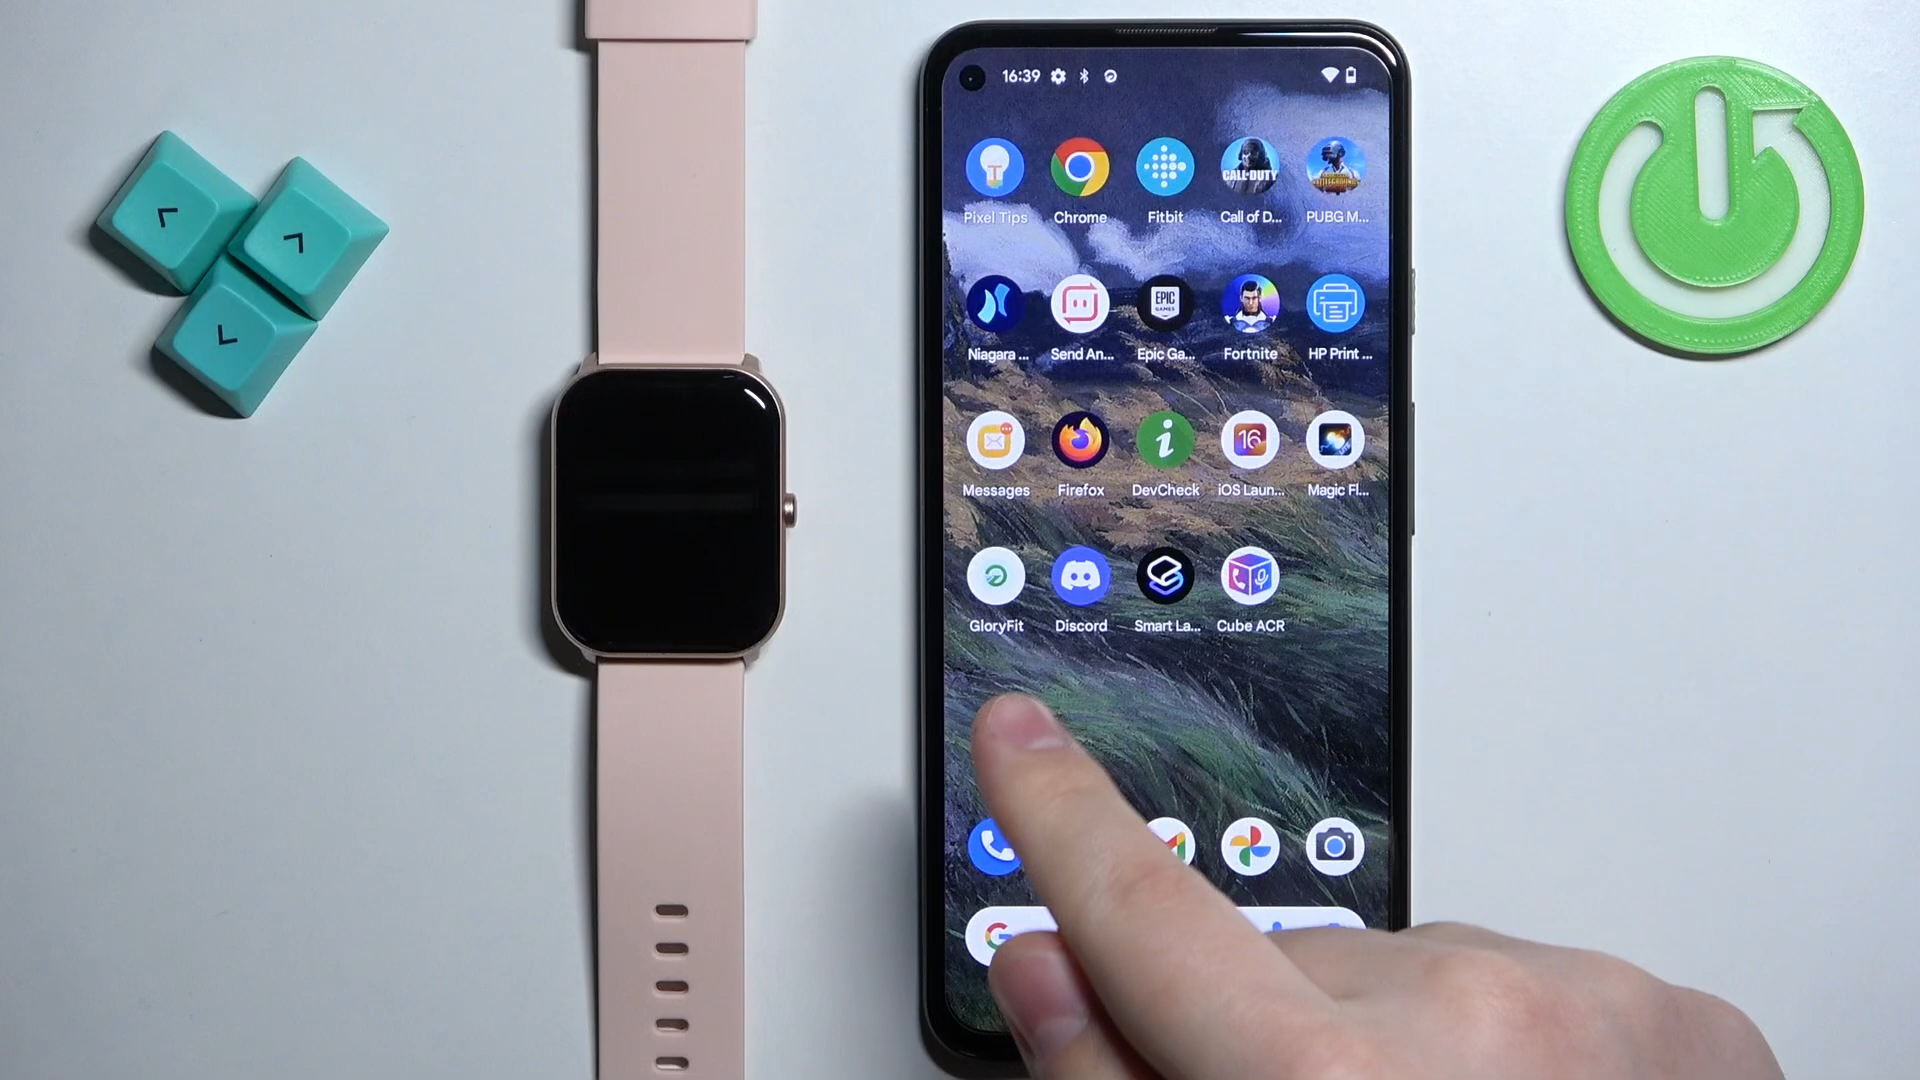 16:39
Pixel Tips Chrome Fitbit Call of D... PUBG M...
CALL·DUTY
EPIC
GAMES
Niagara ... Send An... Epic Ga... Fortnite HP Print ...
16
Messages Firefox DevCheck iOS Laun... Magic Fl...
GloryFit Discord Smart La... Cube ACR